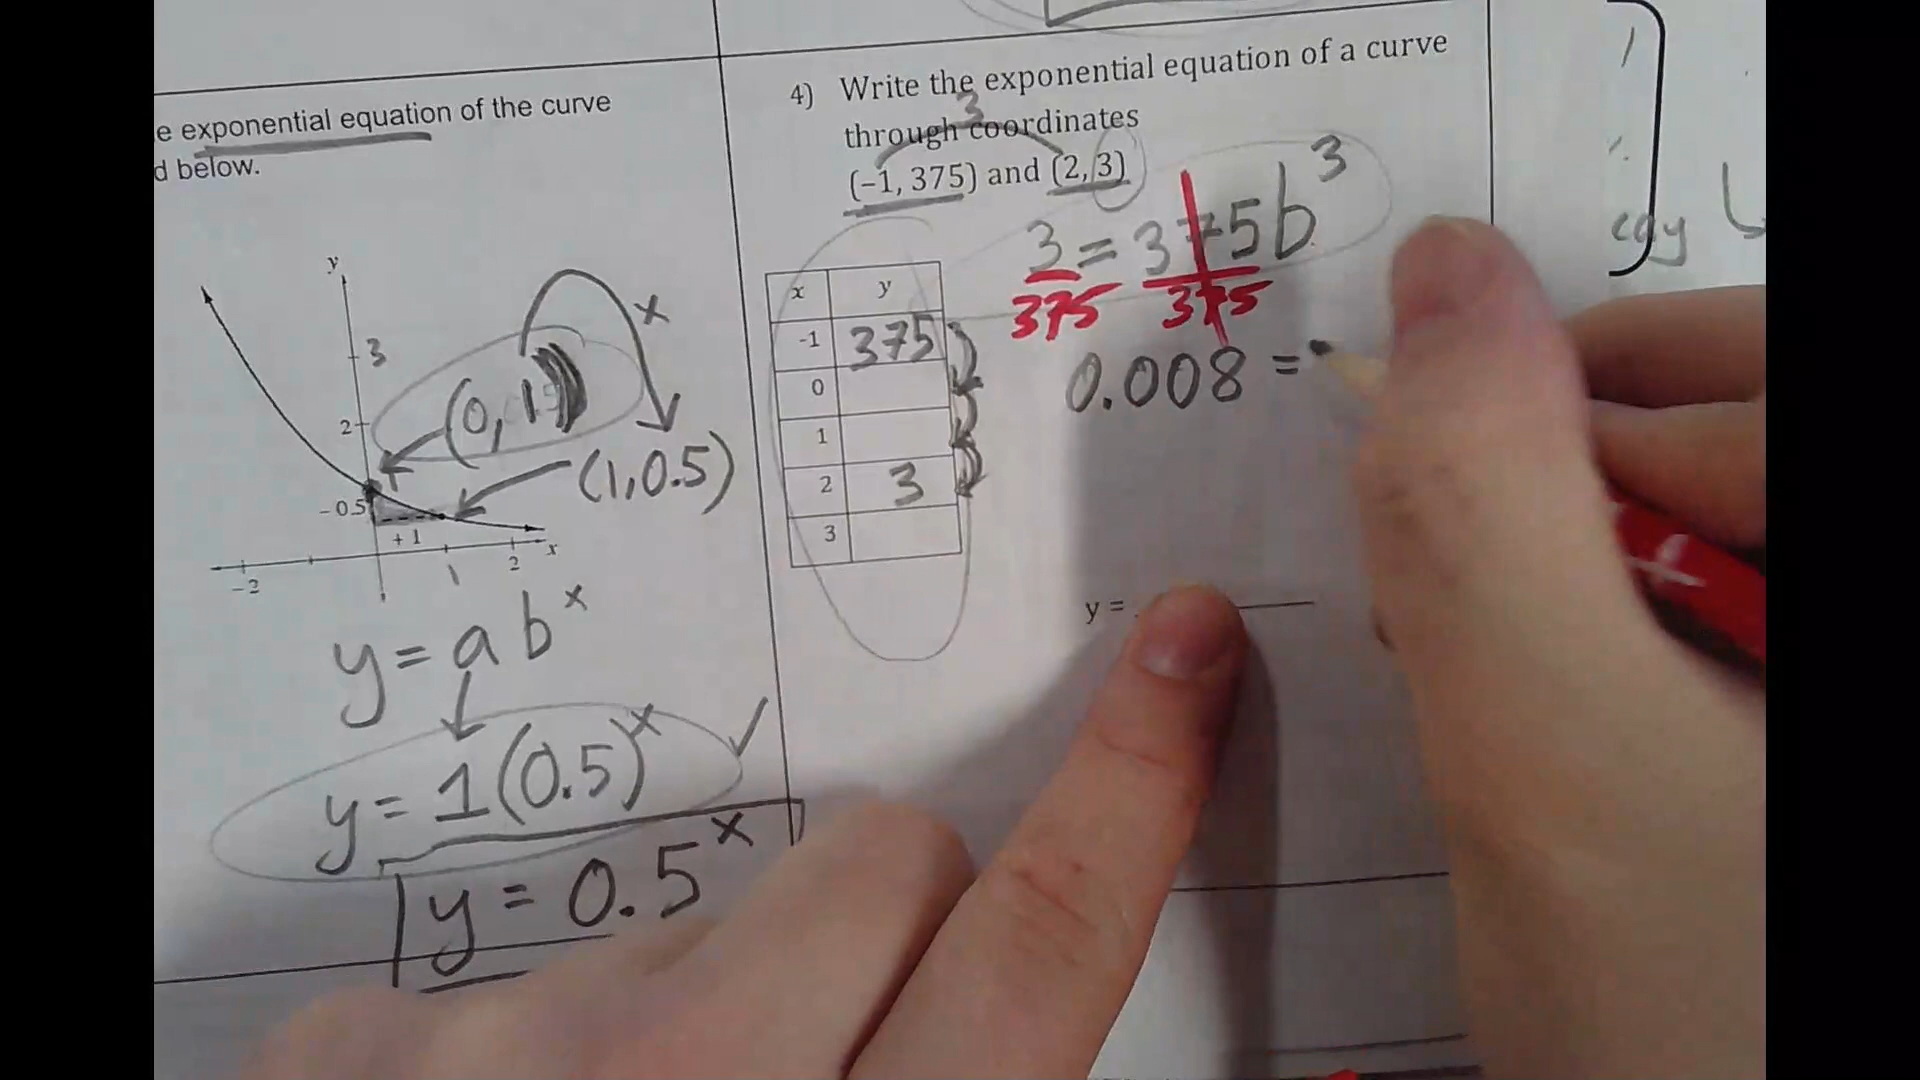 e exponential equation of the curve
d below.
y
3
2
- 0.5
+ 1
-2
1
2
x
(0, 1)
x
(1, 0.5)
y = a b^x
y = 1(0.5)^x
y = 0.5^x
4) Write the exponential equation of a curve
through coordinates
3
(−1, 375) and (2, 3)
3 = 375b^3
375 375
0.008 =
x y
-1 375
0
1
2 3
3
y =